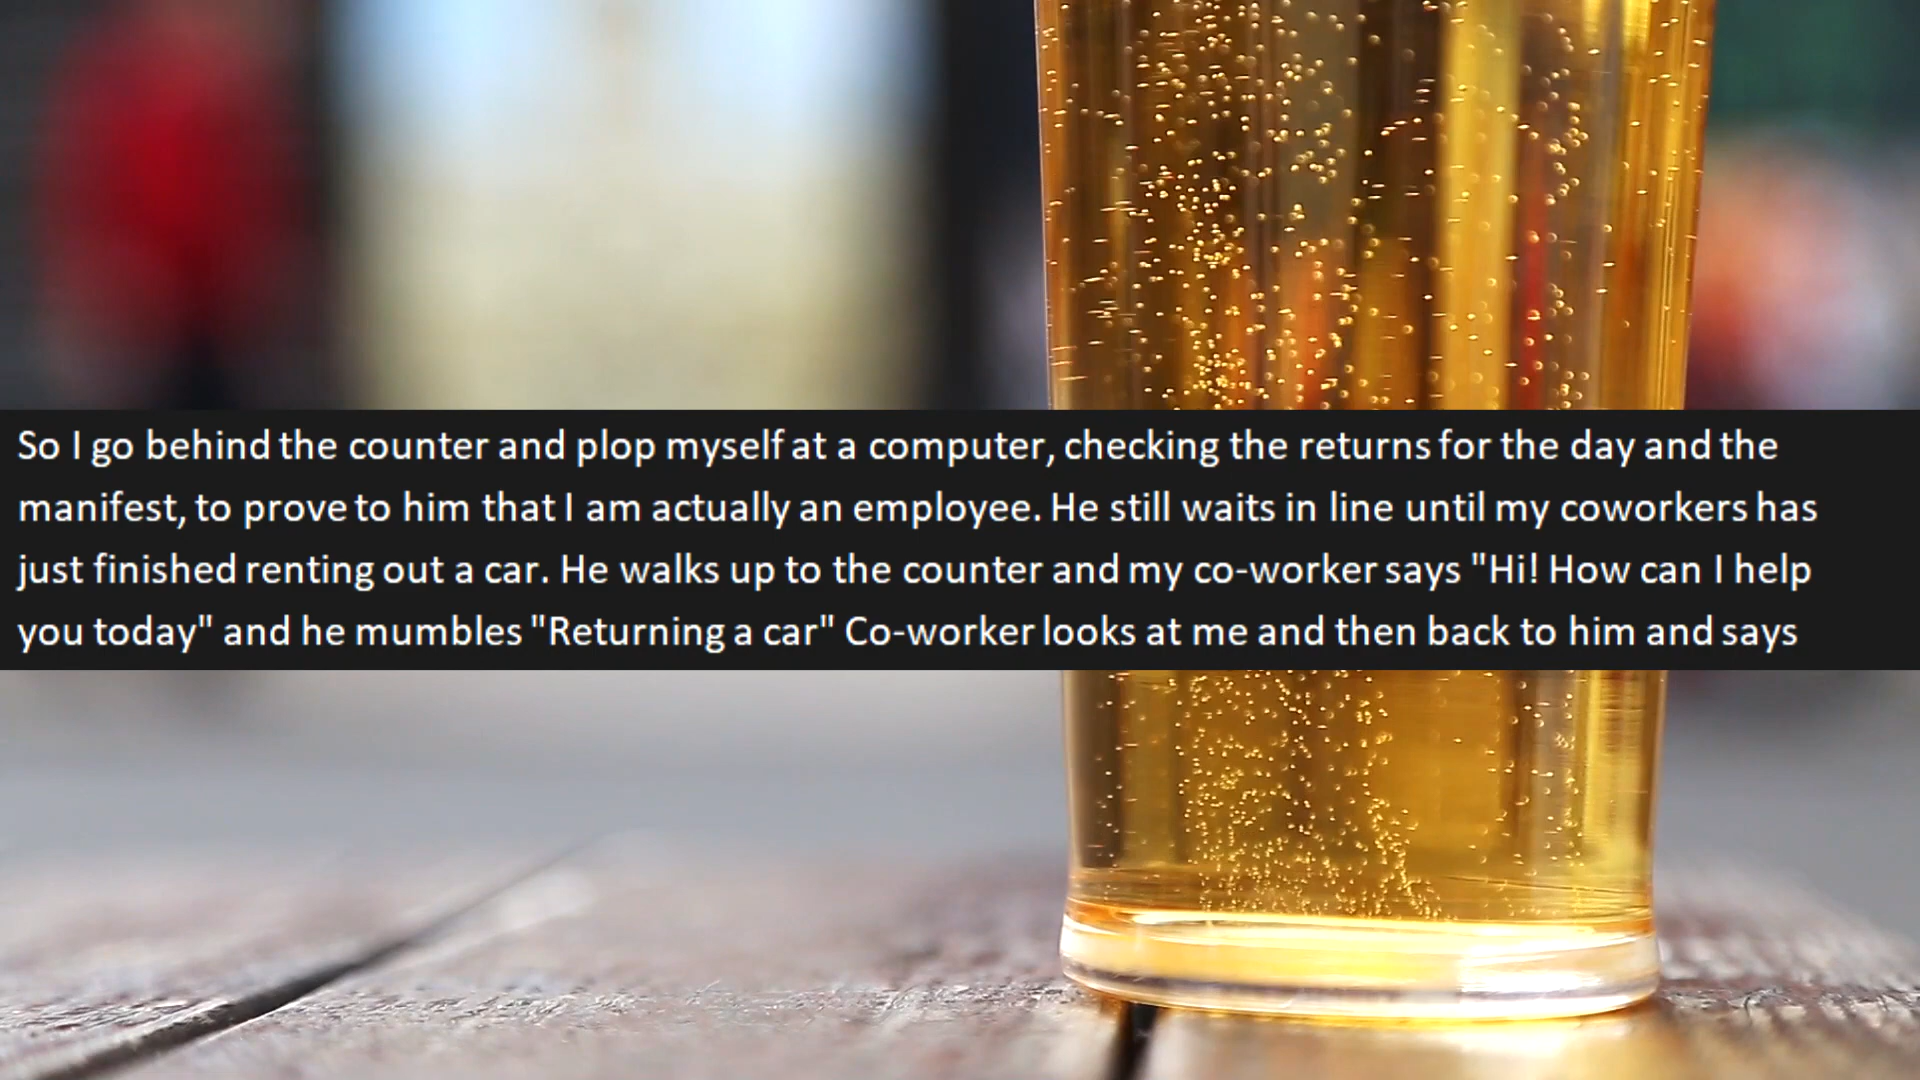 So I go behind the counter and plop myself at a computer, checking the returns for the day and the
manifest, to prove to him that I am actually an employee. He still waits in line until my coworkers has
just finished renting out a car. He walks up to the counter and my co-worker says "Hi! How can I help
you today" and he mumbles "Returning a car" Co-worker looks at me and then back to him and says